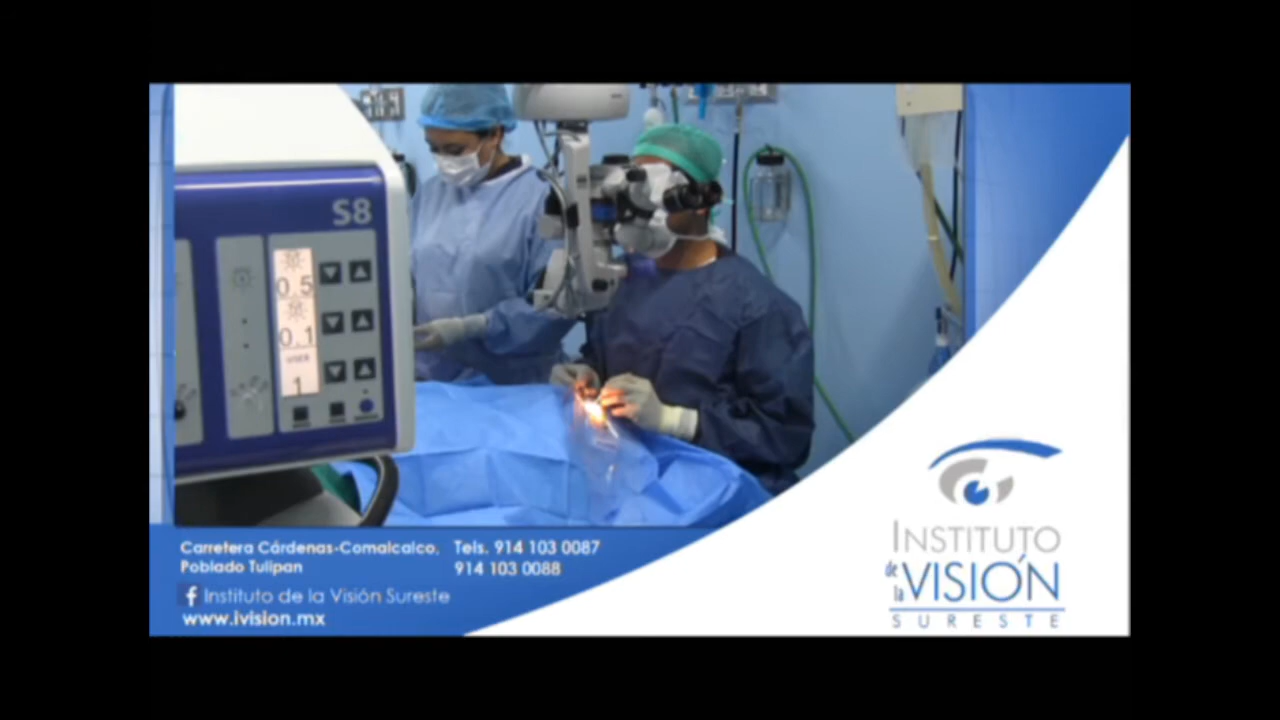 S8
0.5
0.1
USER
1
Carretera Cárdenas-Comalcalco,
Poblado Tulipan
Tels. 914 103 0087
914 103 0088
f Instituto de la Visión Sureste
www.ivision.mx
INSTITUTO
de la VISIÓN
SURESTE